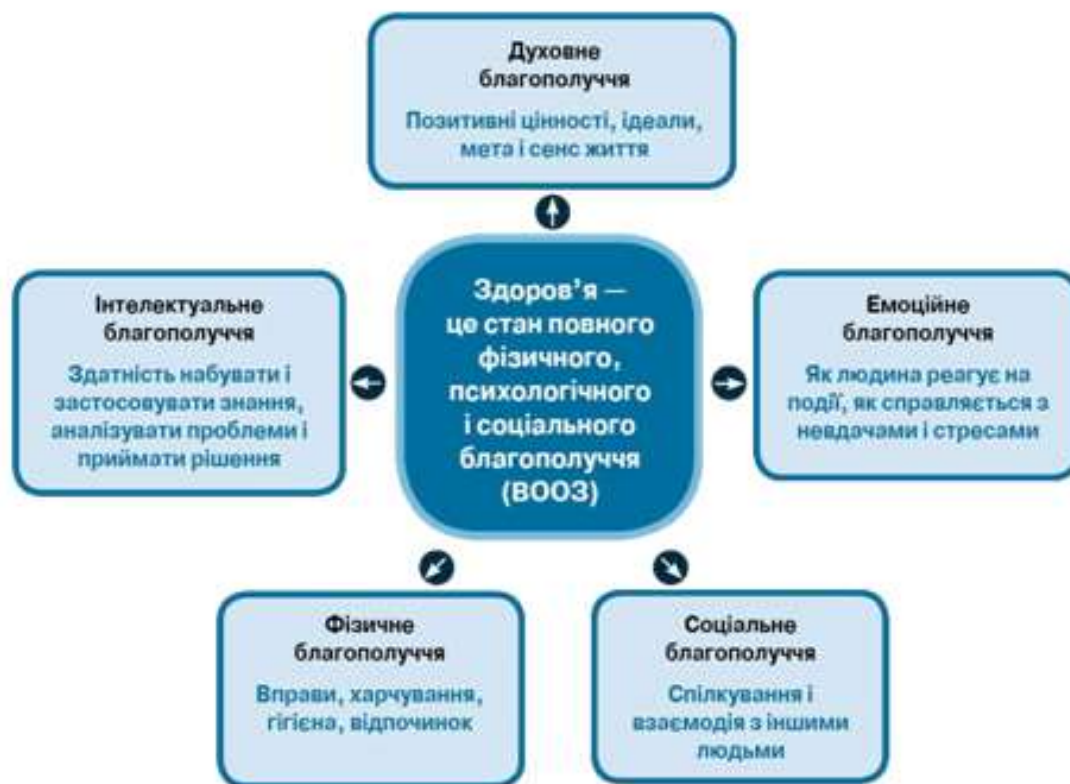 Духовне
благополуччя
Позитивні цінності, ідеали,
мета і сенс життя
Інтелектуальне
благополуччя
Здатність набувати і
застосовувати знання,
аналізувати проблеми і
приймати рішення
Здоров’я —
це стан повного
фізичного,
психологічного
і соціального
благополуччя
(ВООЗ)
Емоційне
благополуччя
Як людина реагує на
події, як справляється з
невдачами і стресами
Фізичне
благополуччя
Вправи, харчування,
гігієна, відпочинок
Соціальне
благополуччя
Спілкування і
взаємодія з іншими
людьми